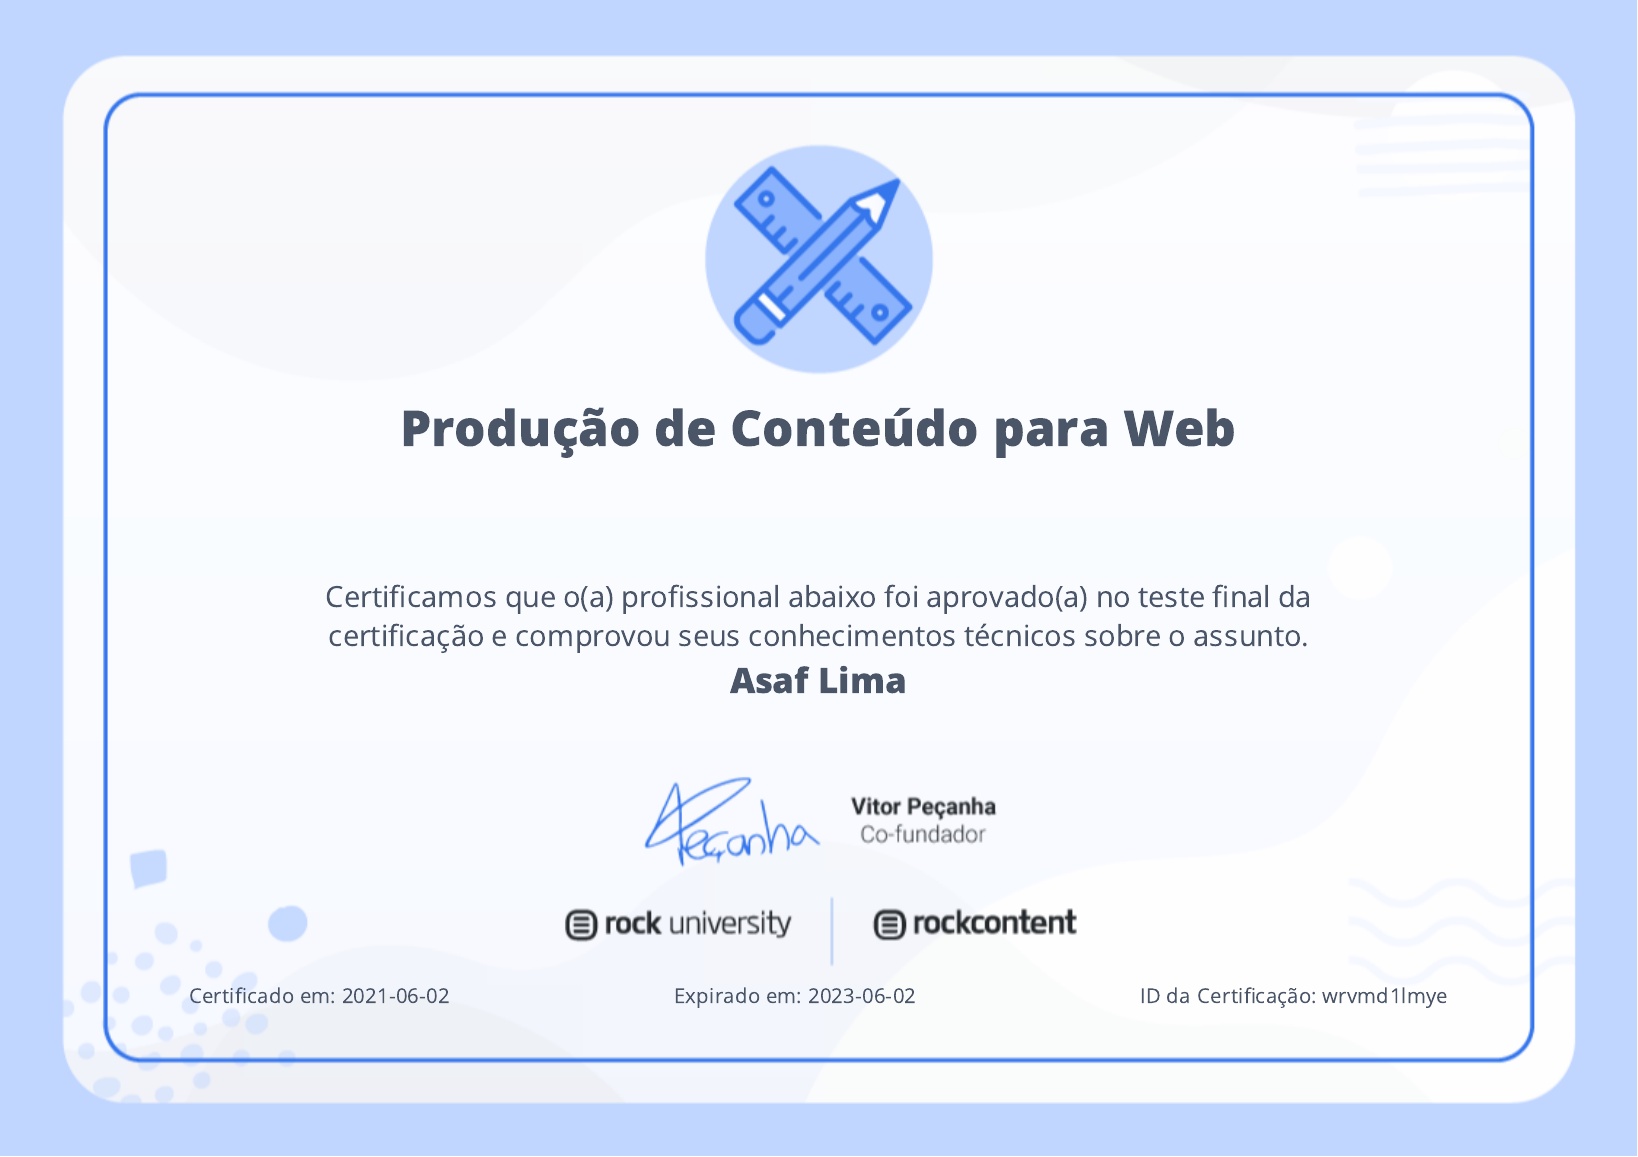 Produção de Conteúdo para Web
Certificamos que o(a) profissional abaixo foi aprovado(a) no teste final da
certificação e comprovou seus conhecimentos técnicos sobre o assunto.
Asaf Lima
Peçanha
Vitor Peçanha
Co-fundador
rock university
rockcontent
Certificado em: 2021-06-02
Expirado em: 2023-06-02
ID da Certificação: wrvmd1lmye